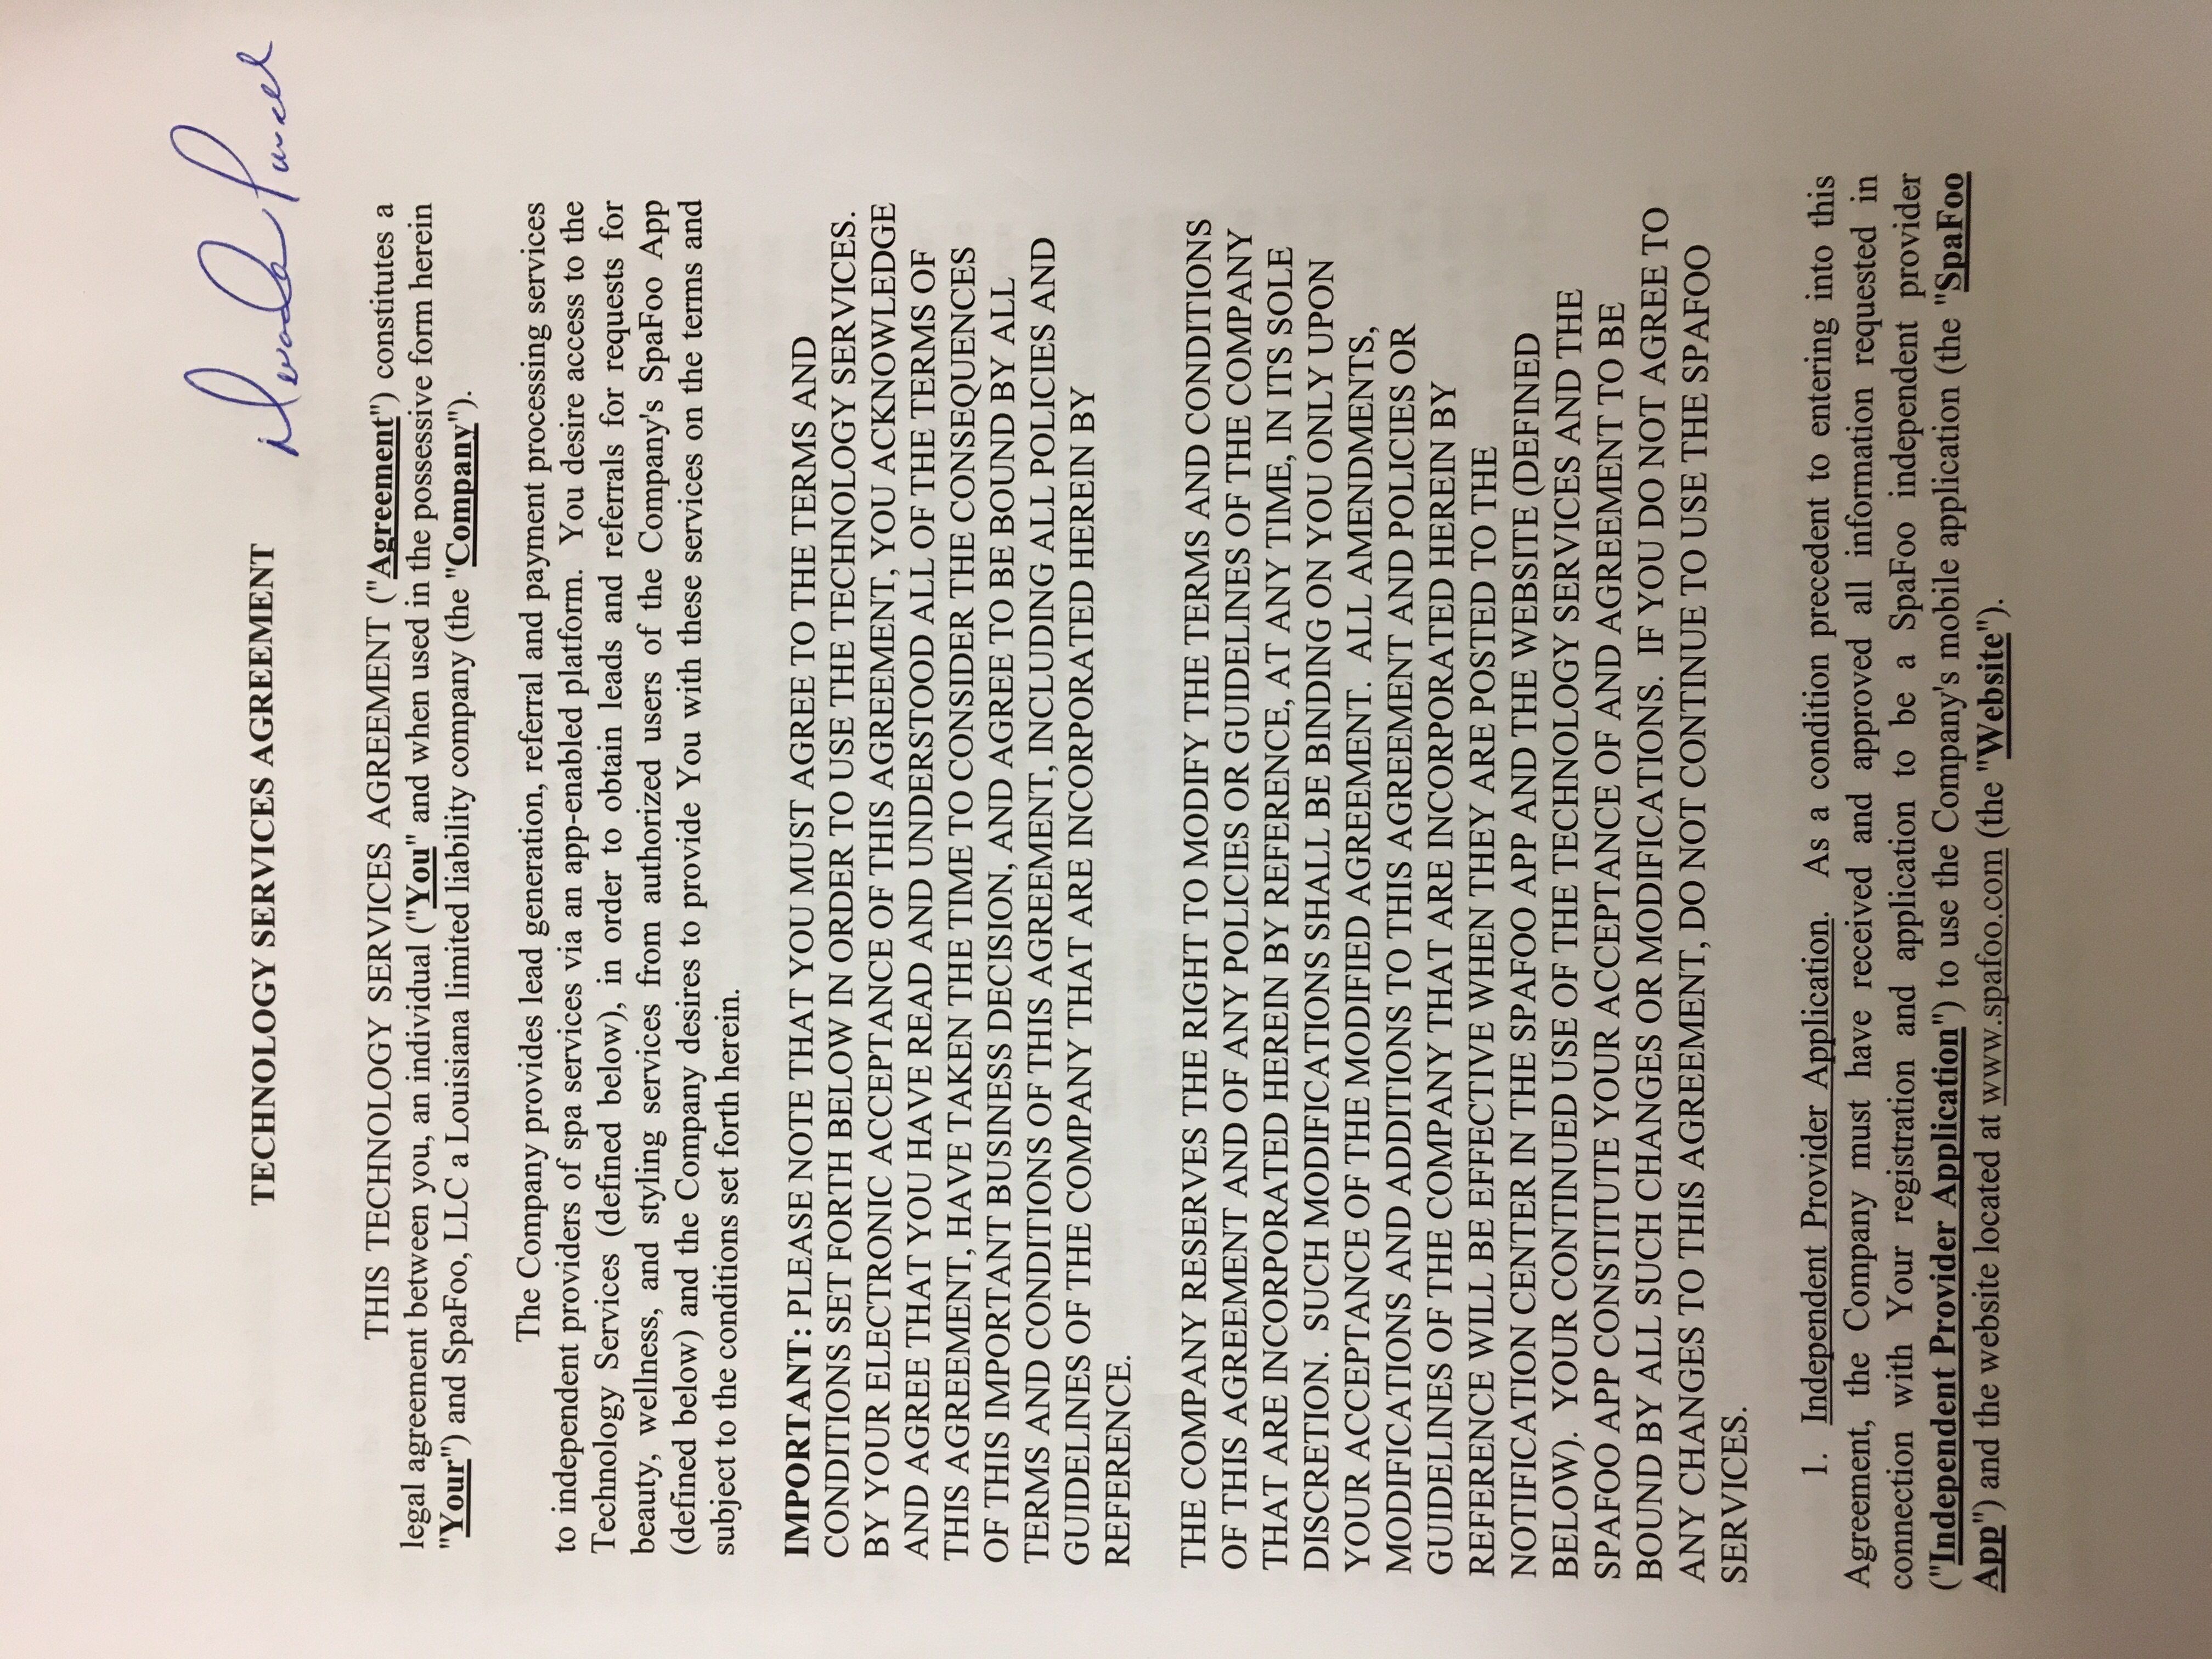 TECHNOLOGY SERVICES AGREEMENT
THIS TECHNOLOGY SERVICES AGREEMENT ("Agreement") constitutes a
legal agreement between you, an individual ("You" and when used in the possessive form herein
"Your") and SpaFoo, LLC a Louisiana limited liability company (the "Company").
The Company provides lead generation, referral and payment processing services
to independent providers of spa services via an app-enabled platform. You desire access to the
Technology Services (defined below), in order to obtain leads and referrals for requests for
beauty, wellness, and styling services from authorized users of the Company's SpaFoo App
(defined below) and the Company desires to provide You with these services on the terms and
subject to the conditions set forth herein.
IMPORTANT: PLEASE NOTE THAT YOU MUST AGREE TO THE TERMS AND
CONDITIONS SET FORTH BELOW IN ORDER TO USE THE TECHNOLOGY SERVICES.
BY YOUR ELECTRONIC ACCEPTANCE OF THIS AGREEMENT, YOU ACKNOWLEDGE
AND AGREE THAT YOU HAVE READ AND UNDERSTOOD ALL OF THE TERMS OF
THIS AGREEMENT, HAVE TAKEN THE TIME TO CONSIDER THE CONSEQUENCES
OF THIS IMPORTANT BUSINESS DECISION, AND AGREE TO BE BOUND BY ALL
TERMS AND CONDITIONS OF THIS AGREEMENT, INCLUDING ALL POLICIES AND
GUIDELINES OF THE COMPANY THAT ARE INCORPORATED HEREIN BY
REFERENCE.
THE COMPANY RESERVES THE RIGHT TO MODIFY THE TERMS AND CONDITIONS
OF THIS AGREEMENT AND OF ANY POLICIES OR GUIDELINES OF THE COMPANY
THAT ARE INCORPORATED HEREIN BY REFERENCE, AT ANY TIME, IN ITS SOLE
DISCRETION. SUCH MODIFICATIONS SHALL BE BINDING ON YOU ONLY UPON
YOUR ACCEPTANCE OF THE MODIFIED AGREEMENT. ALL AMENDMENTS,
MODIFICATIONS AND ADDITIONS TO THIS AGREEMENT AND POLICIES OR
GUIDELINES OF THE COMPANY THAT ARE INCORPORATED HEREIN BY
REFERENCE WILL BE EFFECTIVE WHEN THEY ARE POSTED TO THE
NOTIFICATION CENTER IN THE SPAFOO APP AND THE WEBSITE (DEFINED
BELOW). YOUR CONTINUED USE OF THE TECHNOLOGY SERVICES AND THE
SPAFOO APP CONSTITUTE YOUR ACCEPTANCE OF AND AGREEMENT TO BE
BOUND BY ALL SUCH CHANGES OR MODIFICATIONS. IF YOU DO NOT AGREE TO
ANY CHANGES TO THIS AGREEMENT, DO NOT CONTINUE TO USE THE SPAFOO
SERVICES.
1. Independent Provider Application. As a condition precedent to entering into this
Agreement, the Company must have received and approved all information requested in
connection with Your registration and application to be a SpaFoo independent provider
("Independent Provider Application") to use the Company's mobile application (the "SpaFoo
App") and the website located at www.spafoo.com (the "Website").